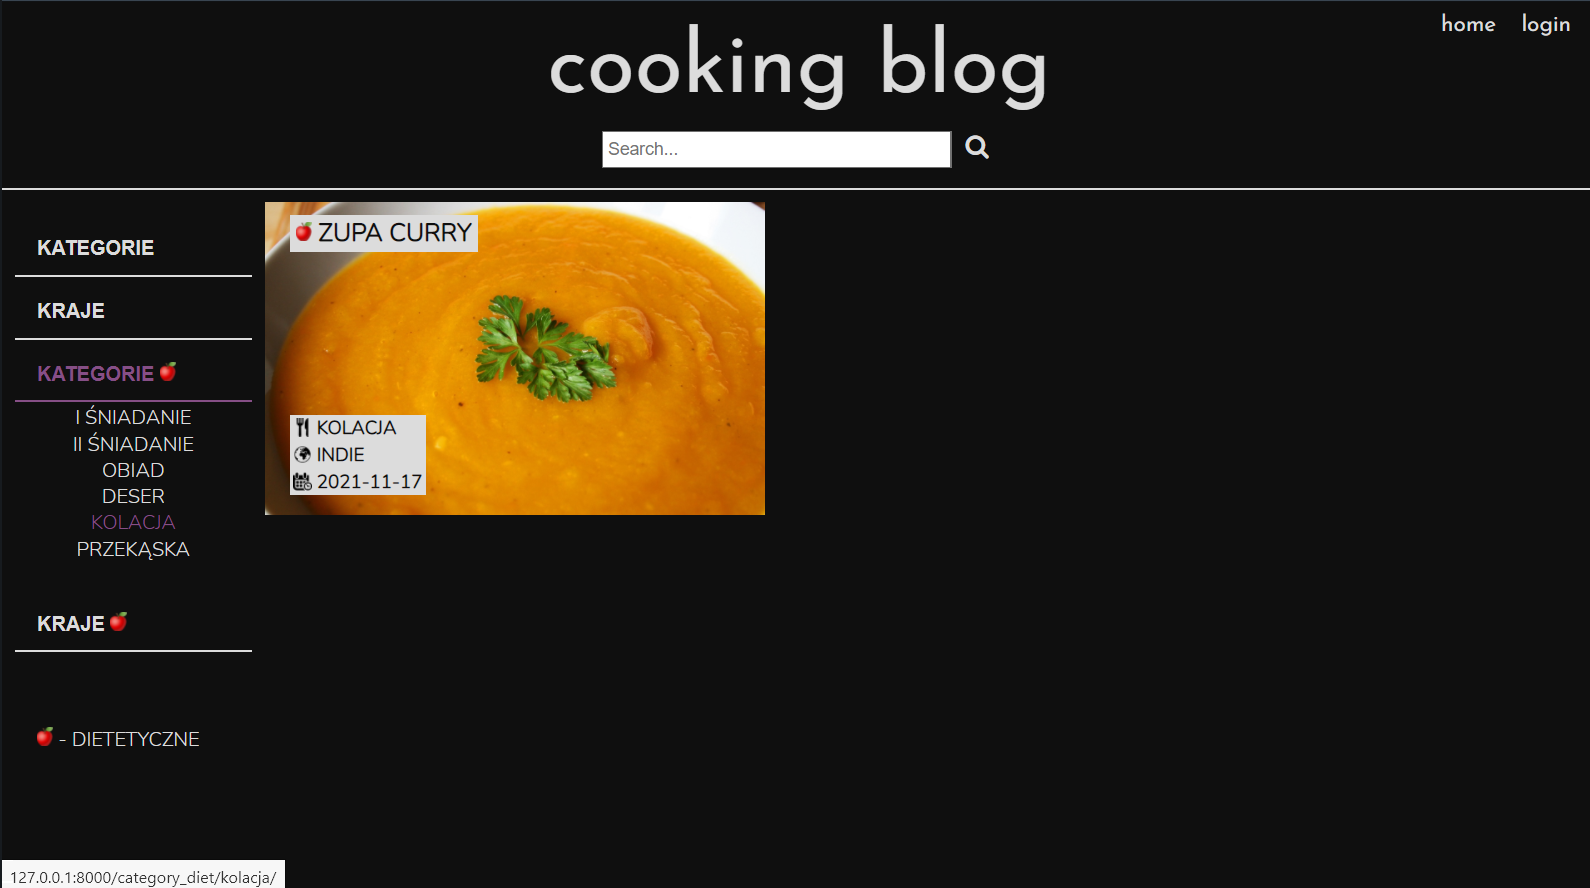 home login
cooking blog
Search...
KATEGORIE
KRAJE
KATEGORIE
I ŚNIADANIE
II ŚNIADANIE
OBIAD
DESER
KOLACJA
PRZEKĄSKA
KRAJE
- DIETETYCZNE
ZUPA CURRY
KOLACJA
INDIE
2021-11-17
127.0.0.1:8000/category_diet/kolacja/